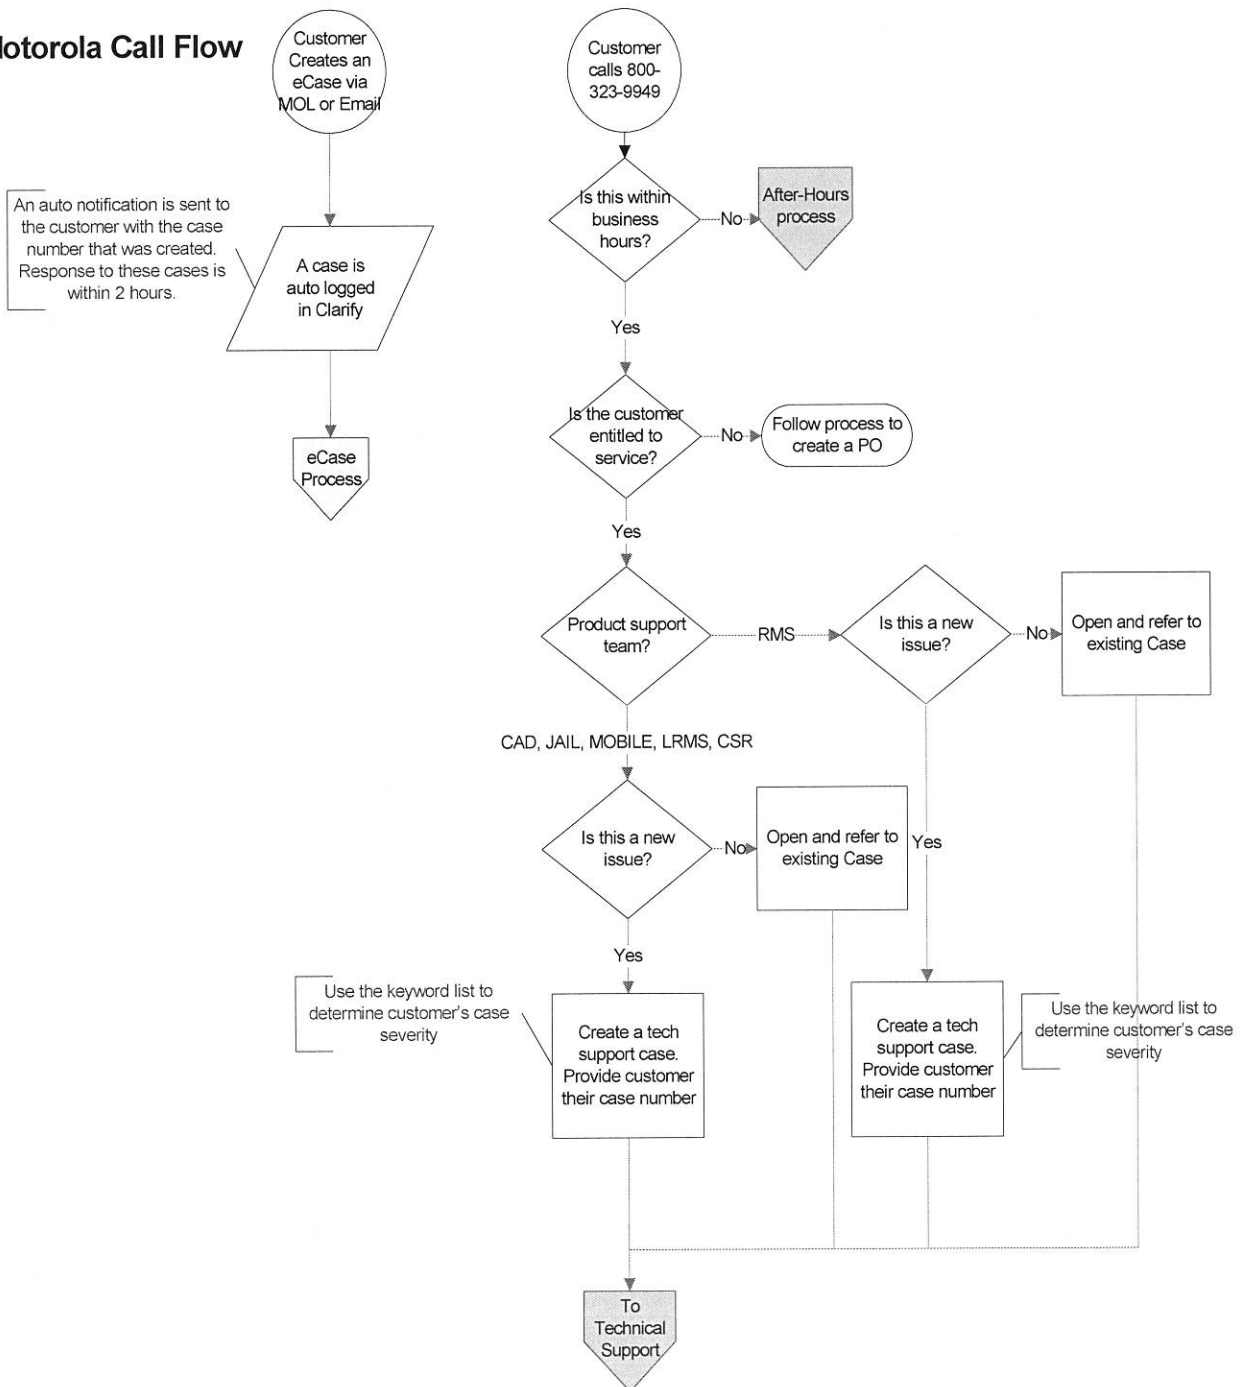 Motorola Call Flow
Customer
Creates an
eCase via
MOL or Email
Customer
calls 800-
323-9949
An auto notification is sent to
the customer with the case
number that was created.
Response to these cases is
within 2 hours.
A case is
auto logged
in Clarify
eCase
Process
Is this within
business
hours?
No
After-Hours
process
Yes
Is the customer
entitled to
service?
No
Follow process to
create a PO
Yes
Product support
team?
RMS
Is this a new
issue?
No
Open and refer to
existing Case
CAD, JAIL, MOBILE, LRMS, CSR
Is this a new
issue?
No
Open and refer to
existing Case
Yes
Yes
Use the keyword list to
determine customer's case
severity
Create a tech
support case.
Provide customer
their case number
Create a tech
support case.
Provide customer
their case number
Use the keyword list to
determine customer's case
severity
To
Technical
Support